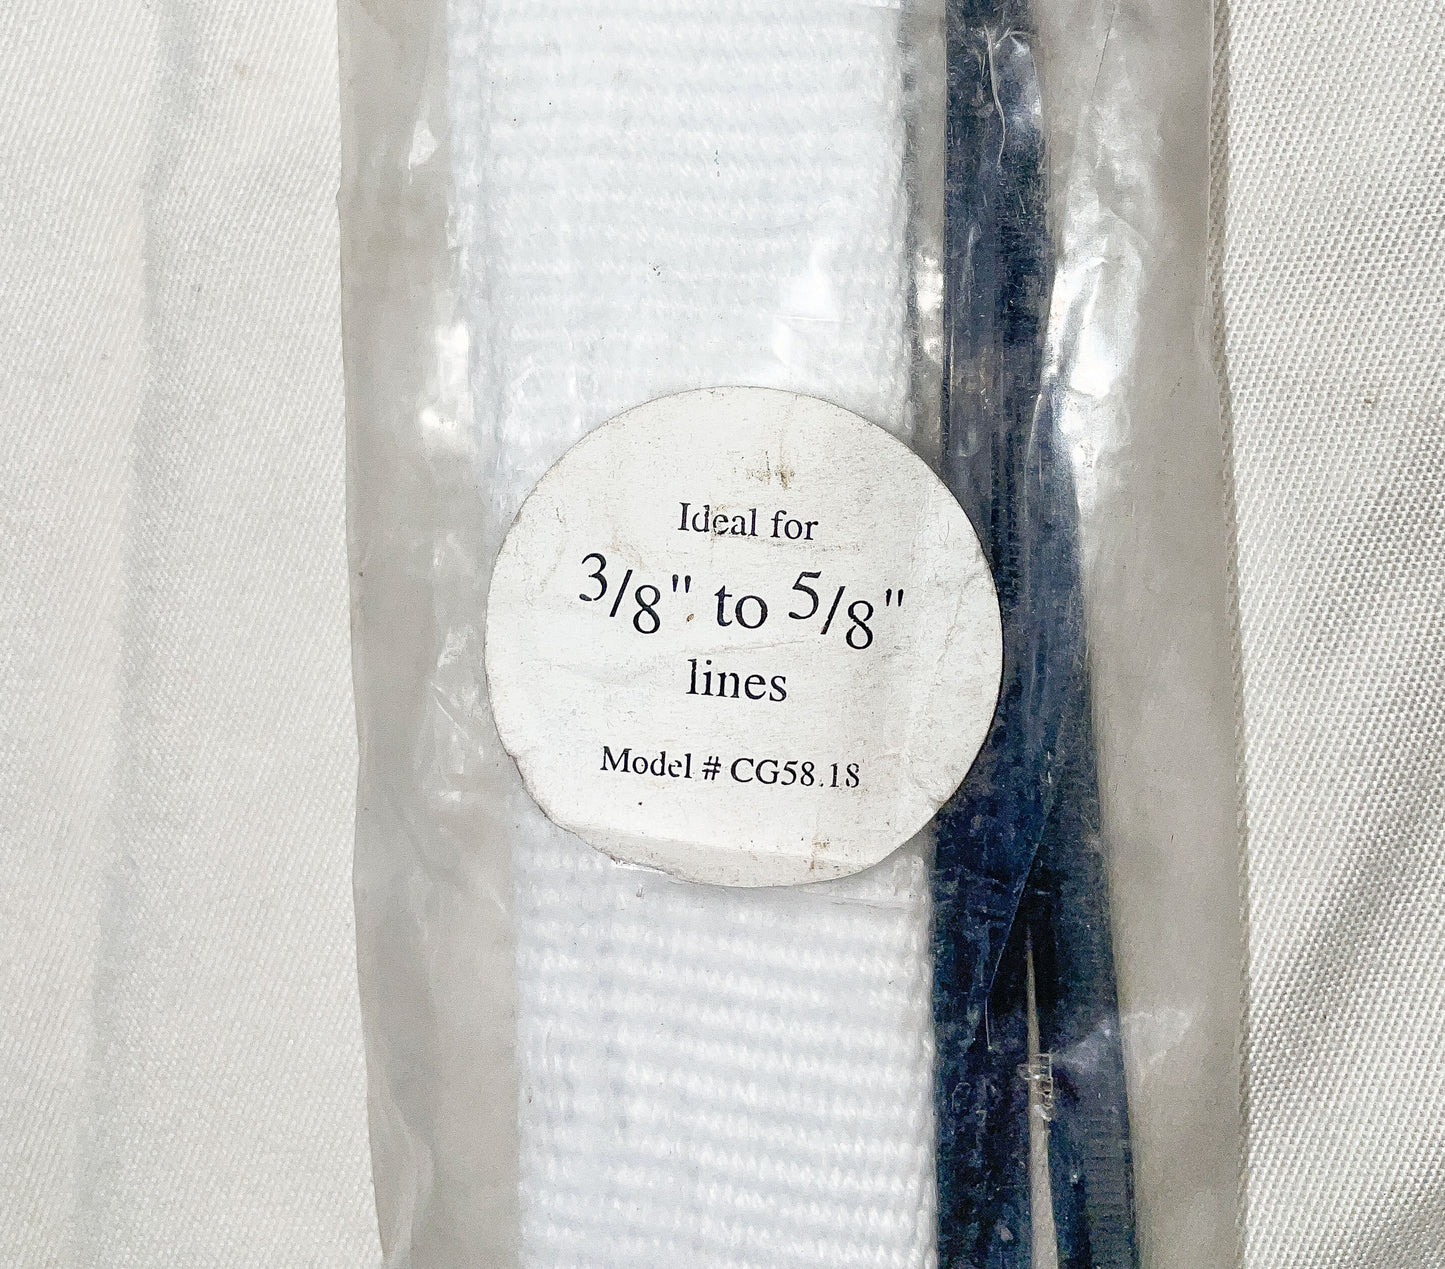 Ideal for
3/8" to 5/8"
lines
Model # CG58.18